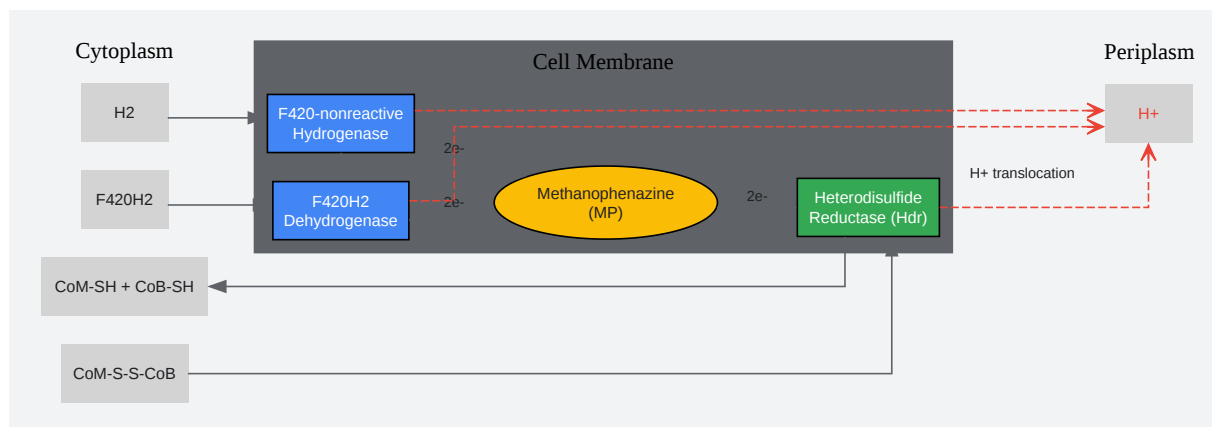 Cytoplasm
Cell Membrane
Periplasm
H2
F420-nonreactive
Hydrogenase
H+
2e-
F420H2
F420H2
Dehydrogenase
2e-
Methanophenazine
(MP)
2e-
Heterodisulfide
Reductase (Hdr)
H+ translocation
CoM-SH + CoB-SH
CoM-S-S-CoB